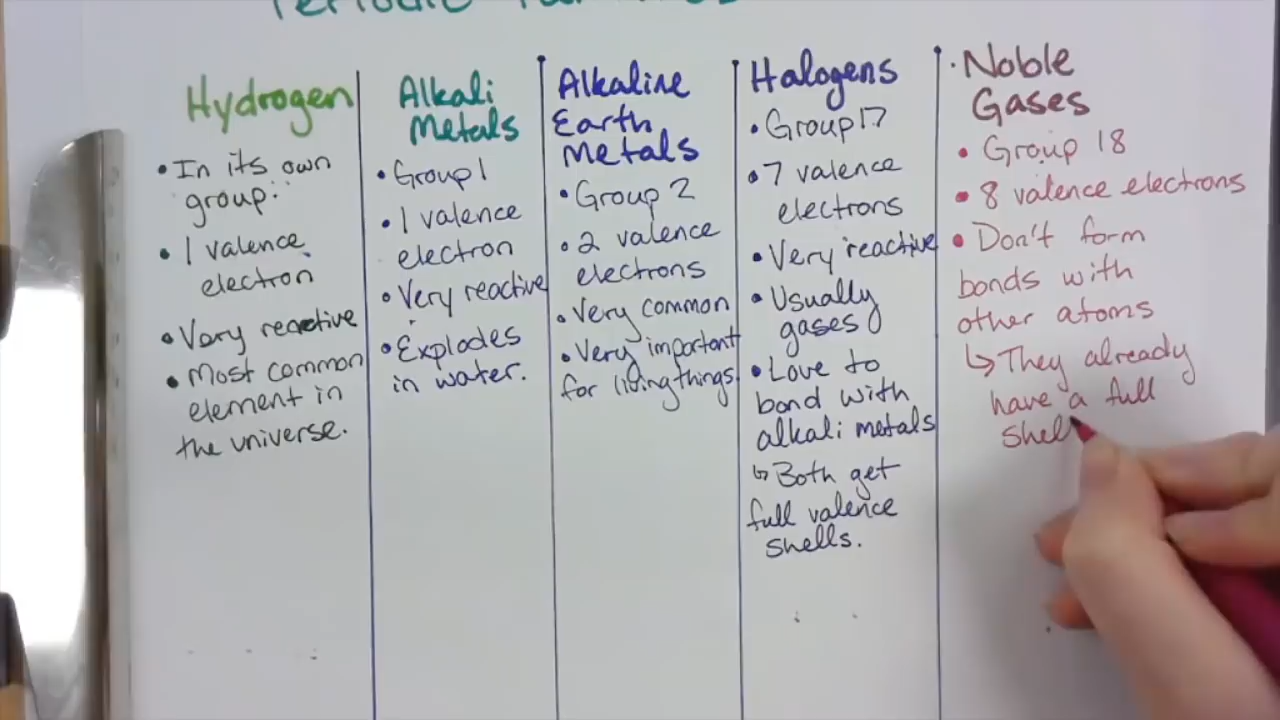 Periodic
Hydrogen
• In its own
group.
• 1 valence
electron
• Very reactive
• Most common
element in
the universe.
Alkali
Metals
• Group 1
• 1 valence
electron
• Very reactive
• Explodes
in water.
Alkaline
Earth
Metals
• Group 2
• 2 valence
electrons
• Very common
• Very important
for living things.
Halogens
• Group 17
• 7 valence
electrons
• Very reactive
• Usually
gases
• Love to
bond with
alkali metals
↳ Both get
full valence
shells.
• Noble
Gases
• Group 18
• 8 valence electrons
• Don't form
bonds with
other atoms
↳ They already
have a full
shel